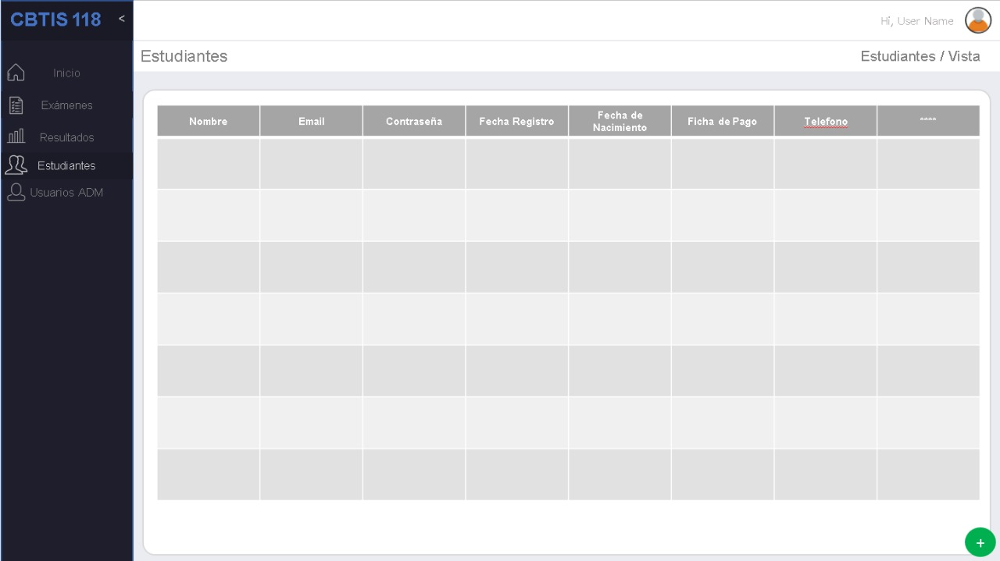 CBTIS 118 <
Hi, User Name
Estudiantes
Estudiantes / Vista
Inicio
Exámenes
Resultados
Estudiantes
Usuarios ADM
Nombre
Email
Contraseña
Fecha Registro
Fecha de
Nacimiento
Ficha de Pago
Telefono
****
+